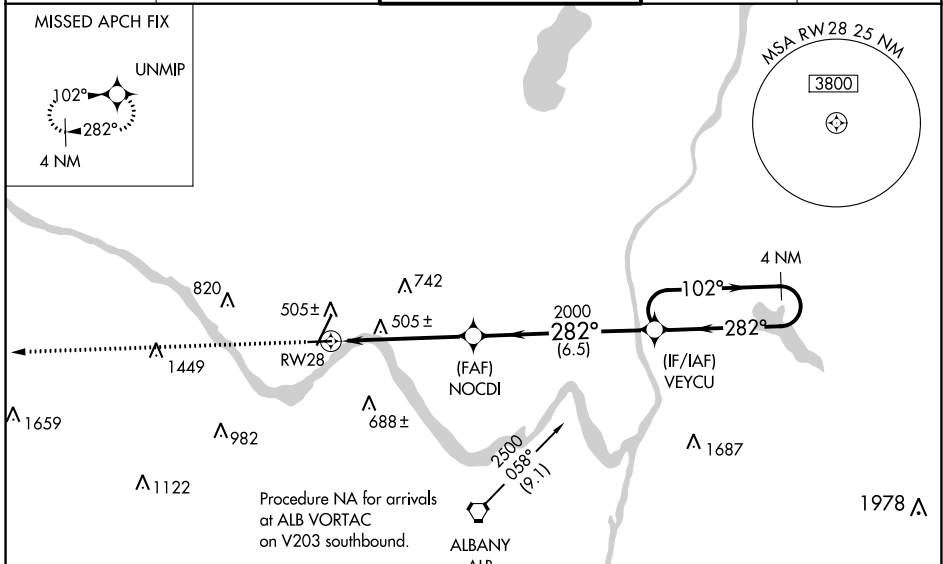 MISSED APCH FIX
UNMIP
102°
282°
4 NM
MSA RW28 25 NM
3800
4 NM
820
742
102°
505±
505±
2000
282°
282°
(6.5)
RW28
1449
(FAF)
NOCDI
(IF/IAF)
VEYCU
1659
982
688±
1687
2500
058°
(9.1)
1122
Procedure NA for arrivals
at ALB VORTAC
on V203 southbound.
1978
ALBANY
ALB